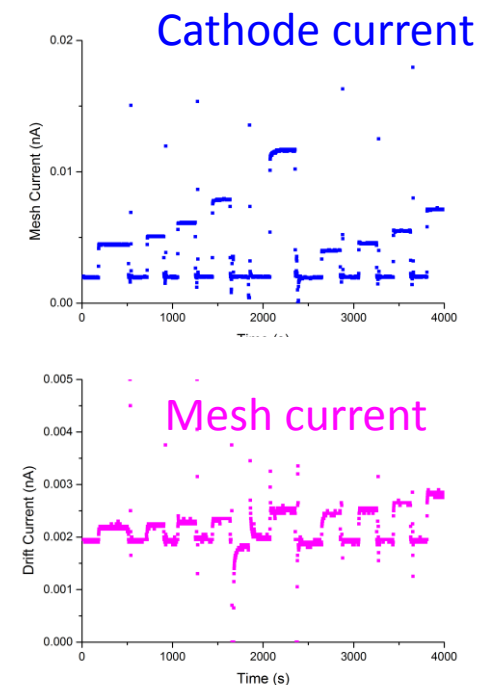 Cathode current
0.02
0.01
0.00
Mesh Current (nA)
0 1000 2000 3000 4000
Time (s)
Mesh current
0.005
0.004
0.003
0.002
0.001
0.000
Drift Current (nA)
0 1000 2000 3000 4000
Time (s)